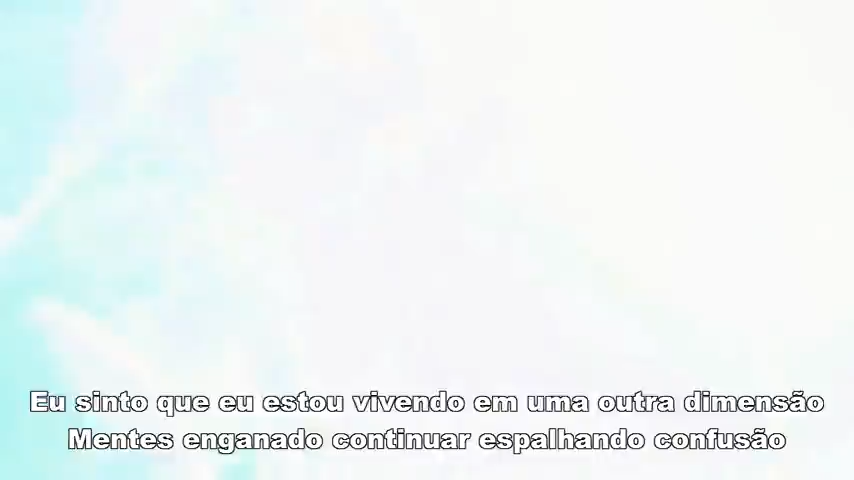 Eu sinto que eu estou vivendo em uma outra dimensão
Mentes enganado continuar espalhando confusão